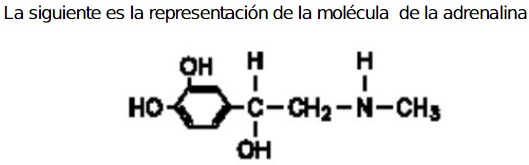 La siguiente es la representación de la molécula de la adrenalina
OH H H
HO C CH₂ N CH₃
OH